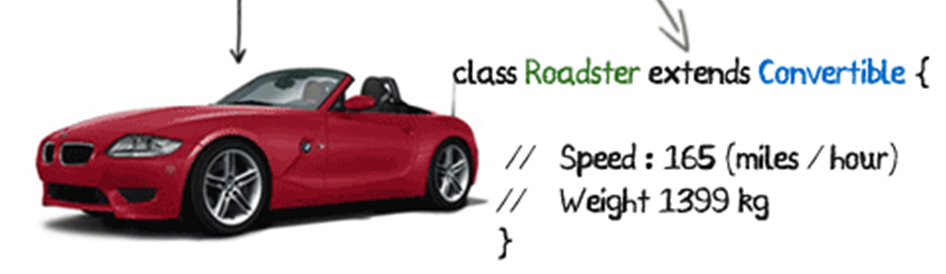 class Roadster extends Convertible {
// Speed : 165 (miles / hour)
// Weight 1399 kg
}